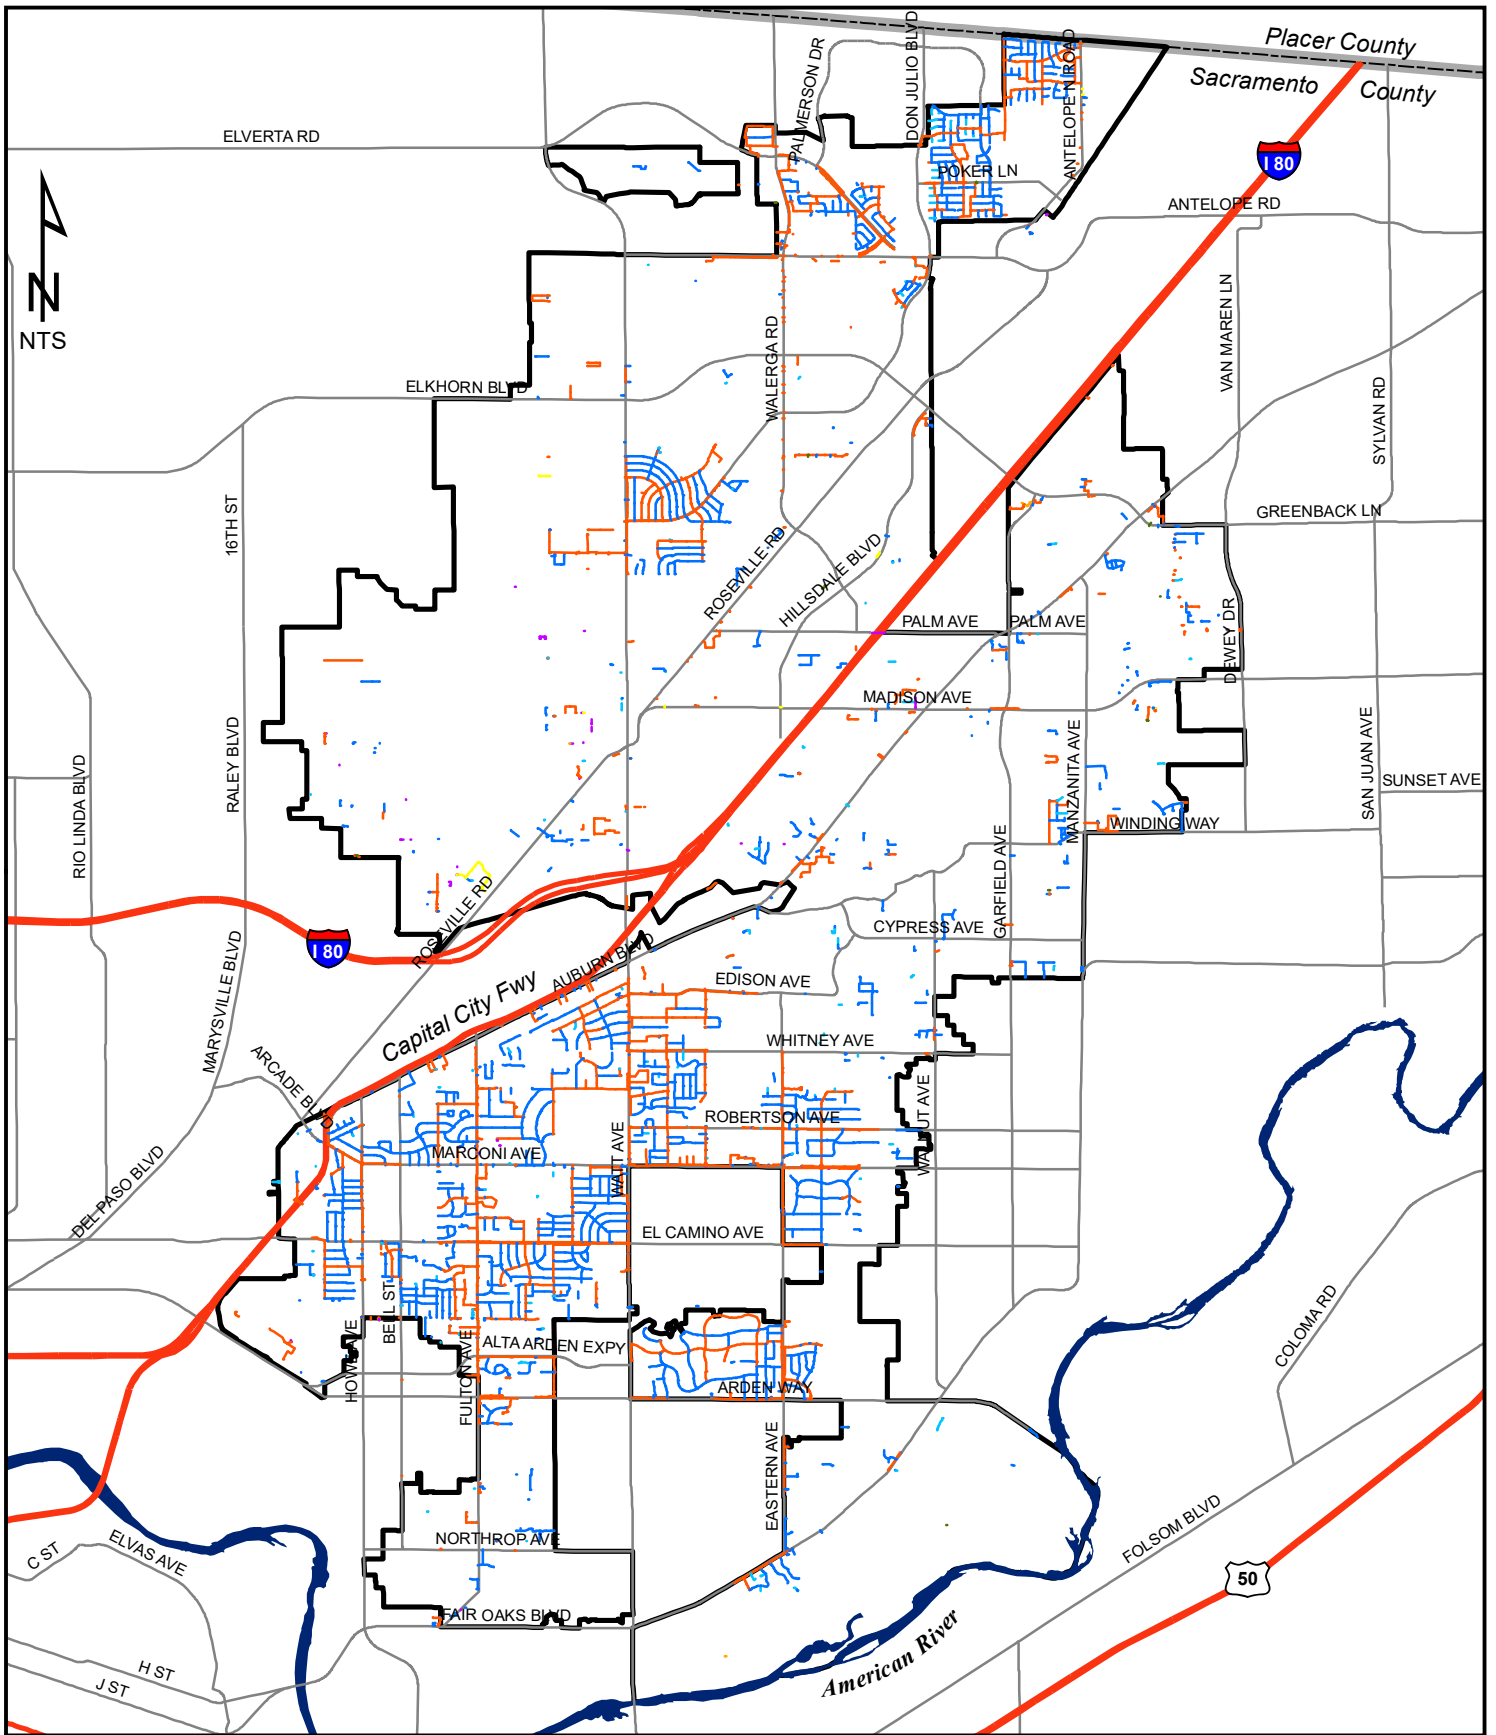 Placer County
Sacramento
County
PALMERSON DR
DON JULIO BLVD
ANTELOPE N ROAD
ELVERTA RD
I 80
POKER LN
ANTELOPE RD
N
NTS
VAN MAREN LN
WALERGA RD
SYLVAN RD
ELKHORN BLVD
16TH ST
GREENBACK LN
ROSEVILLE RD
HILLSDALE BLVD
PALM AVE
PALM AVE
DEWEY DR
MADISON AVE
RALEY BLVD
RIO LINDA BLVD
MANZANITA AVE
SAN JUAN AVE
SUNSET AVE
WINDING WAY
GARFIELD AVE
ROSEVILLE RD
I 80
CYPRESS AVE
MARYSVILLE BLVD
AUBURN BLVD
EDISON AVE
Capital City Fwy
WHITNEY AVE
ARCADE BLVD
WALNUT AVE
ROBERTSON AVE
MARCONI AVE
WATT AVE
DEL PASO BLVD
EL CAMINO AVE
BELL ST
HOWE AVE
FULTON AVE
ALTA ARDEN EXPY
COLOMA RD
ARDEN WAY
EASTERN AVE
NORTHROP AVE
FOLSOM BLVD
C ST
ELVAS AVE
50
FAIR OAKS BLVD
American River
H ST
J ST